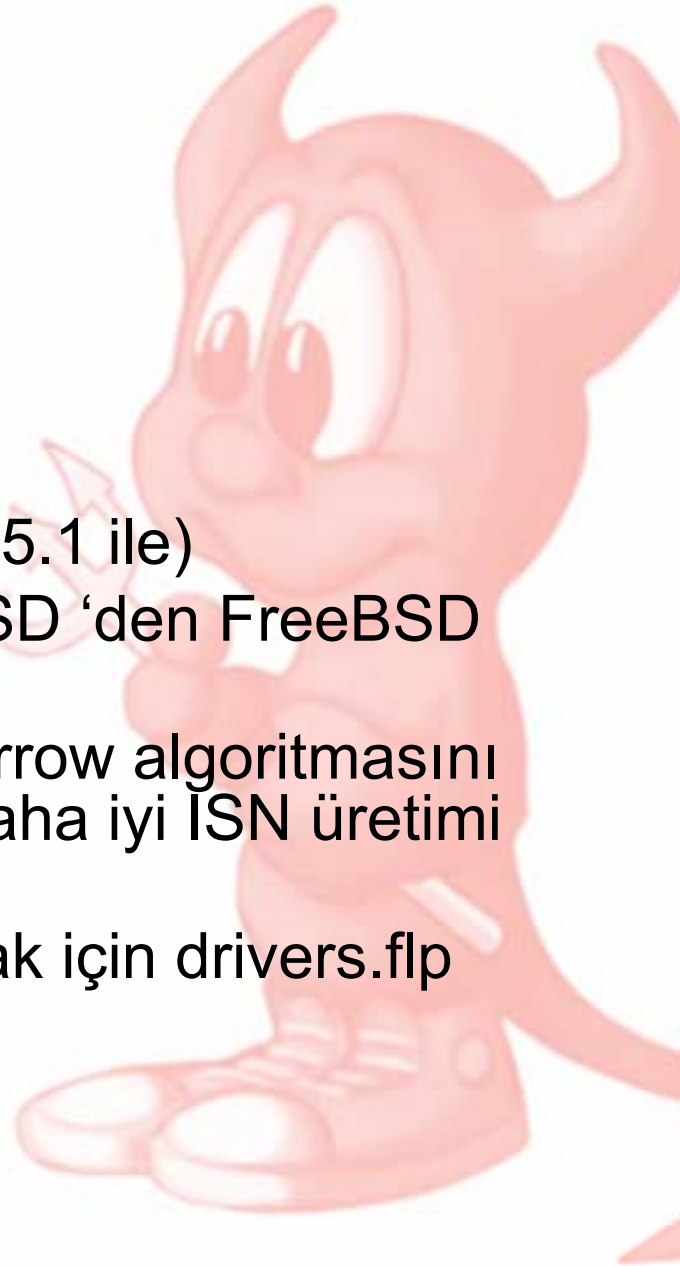 5.1 ile)
SD ‘den FreeBSD
rrow algoritmasını
aha iyi ISN üretimi
ak için drivers.flp